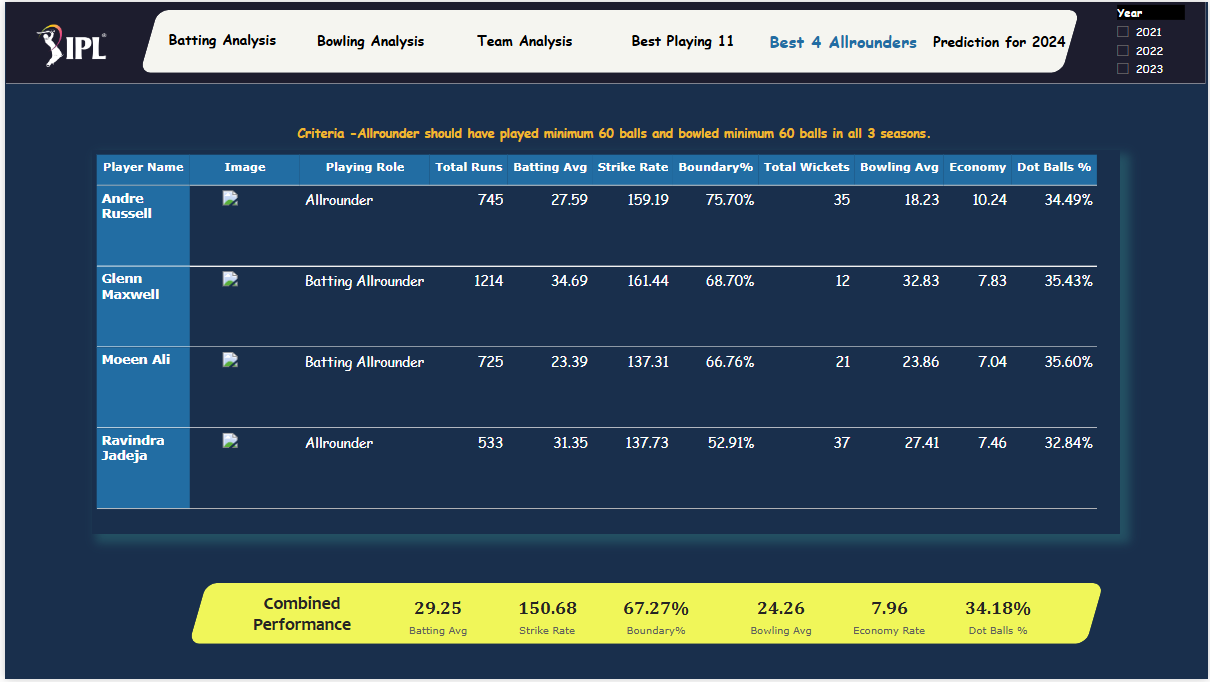 IPL
Batting Analysis Bowling Analysis Team Analysis Best Playing 11 Best 4 Allrounders Prediction for 2024
Year
2021
2022
2023
Criteria -Allrounder should have played minimum 60 balls and bowled minimum 60 balls in all 3 seasons.
Player Name Image Playing Role Total Runs Batting Avg Strike Rate Boundary% Total Wickets Bowling Avg Economy Dot Balls %
Andre Allrounder 745 27.59 159.19 75.70% 35 18.23 10.24 34.49%
Russell
Glenn Batting Allrounder 1214 34.69 161.44 68.70% 12 32.83 7.83 35.43%
Maxwell
Moeen Ali Batting Allrounder 725 23.39 137.31 66.76% 21 23.86 7.04 35.60%
Ravindra Allrounder 533 31.35 137.73 52.91% 37 27.41 7.46 32.84%
Jadeja
Combined
Performance
29.25 150.68 67.27% 24.26 7.96 34.18%
Batting Avg Strike Rate Boundary% Bowling Avg Economy Rate Dot Balls %